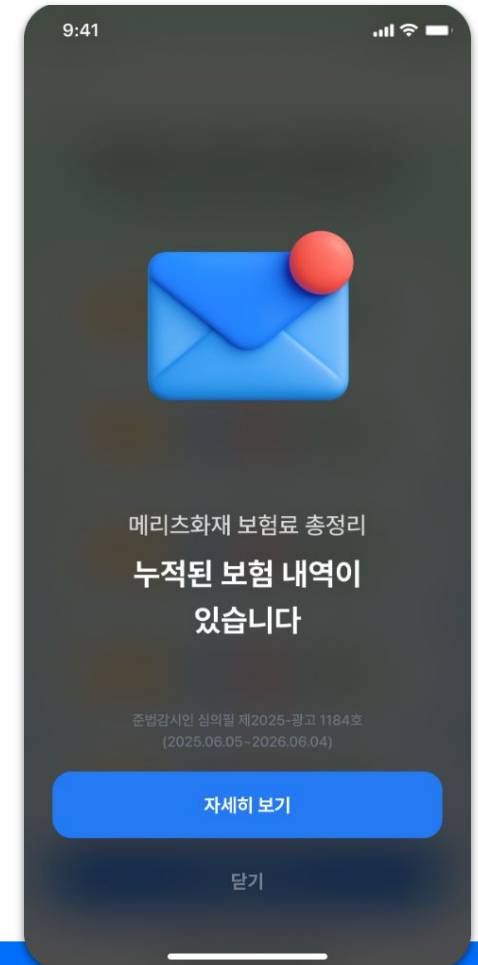 9:41
메리츠화재 보험료 총정리
누적된 보험 내역이
있습니다
준법감시인 심의필 제2025-광고 1184호
(2025.06.05~2026.06.04)
자세히 보기
닫기